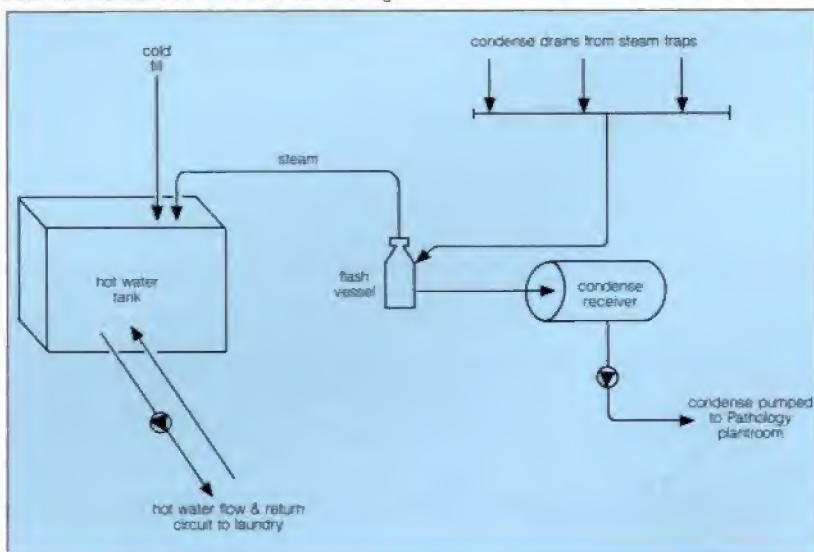 condense drains from steam traps
cold
fill
steam
hot water
tank
flash
vessel
condense
receiver
condense pumped
to Pathology
plantroom
hot water flow & return
circuit to laundry